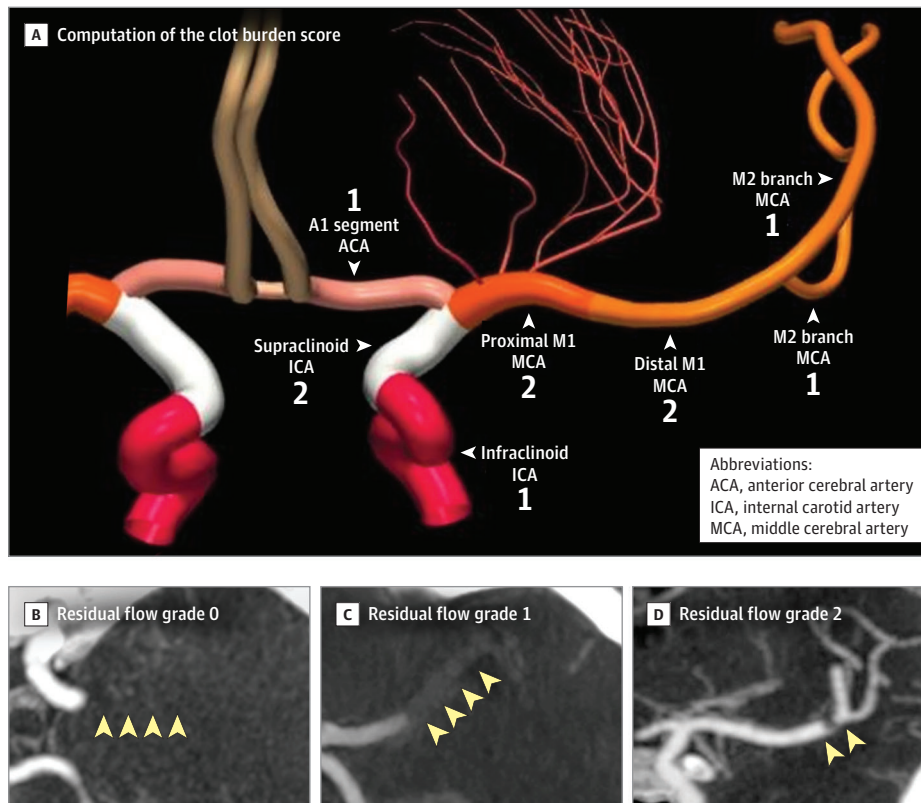 A Computation of the clot burden score
1
A1 segment
ACA
M2 branch
MCA
1
Supraclinoid
ICA
2
Proximal M1
MCA
2
Distal M1
MCA
2
M2 branch
MCA
1
Infraclinoid
ICA
1
Abbreviations:
ACA, anterior cerebral artery
ICA, internal carotid artery
MCA, middle cerebral artery
B Residual flow grade 0
C Residual flow grade 1
D Residual flow grade 2